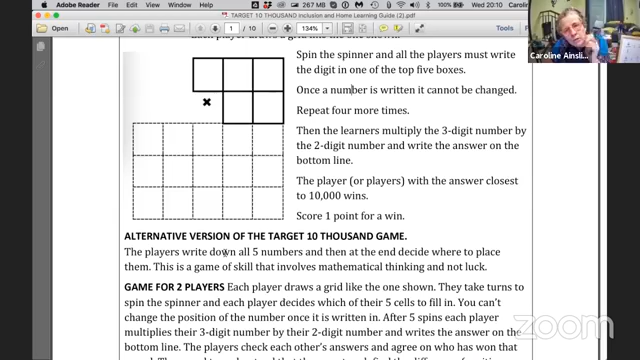 Adobe Reader File Edit View Window Help 267 MB 100% Wed 20:10
TARGET 10 THOUSAND Inclusion and Home Learning Guide (2).pdf
1 / 10 134% Tools
Spin the spinner and all the players must write
the digit in one of the top five boxes.
Once a number is written it cannot be changed.
Repeat four more times.
Then the learners multiply the 3-digit number by
the 2-digit number and write the answer on the
bottom line.
The player (or players) with the answer closest
to 10,000 wins.
Score 1 point for a win.
ALTERNATIVE VERSION OF THE TARGET 10 THOUSAND GAME.
The players write down all 5 numbers and then at the end decide where to place
them. This is a game of skill that involves mathematical thinking and not luck.
GAME FOR 2 PLAYERS Each player draws a grid like the one shown. They take turns to
spin the spinner and each player decides which of their 5 cells to fill in. You can't
change the position of the number once it is written in. After 5 spins each player
multiplies their 3-digit number by their 2-digit number and writes the answer on the
bottom line. The players check each other's answers and agree on who has won that
Caroline Ainsli...
LIVE
zoom